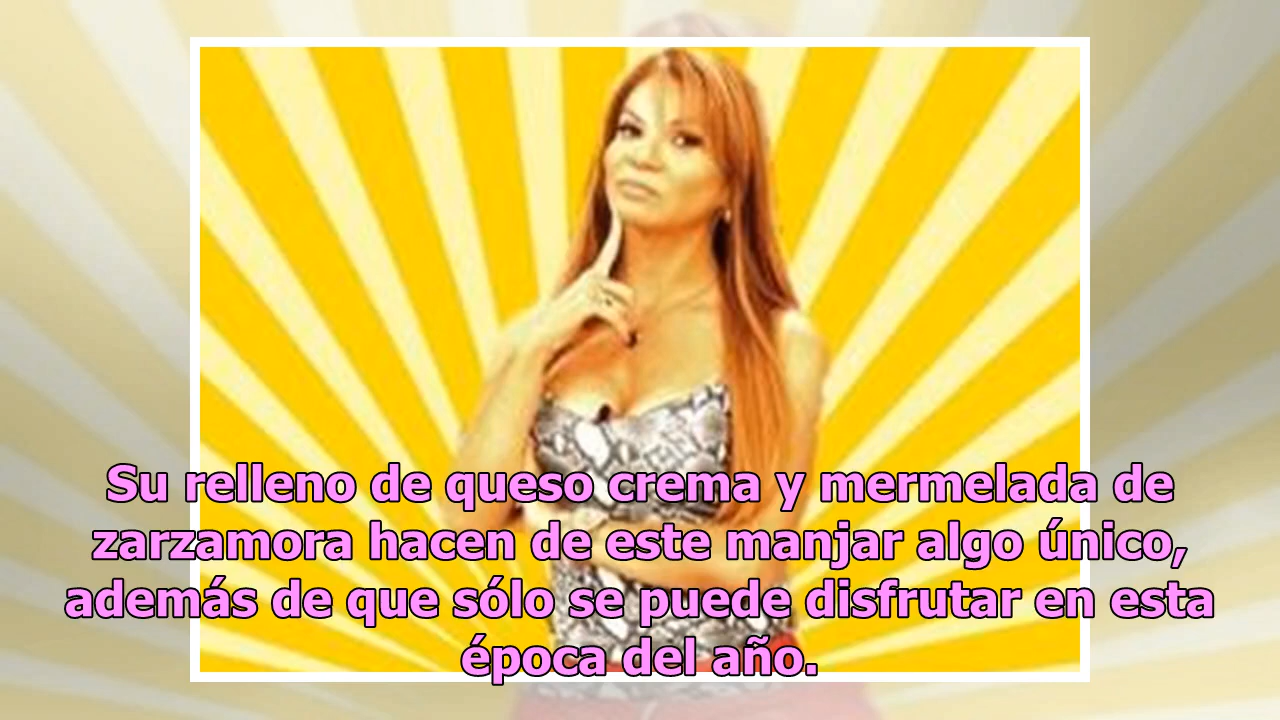 Su relleno de queso crema y mermelada de
zarzamora hacen de este manjar algo único,
además de que sólo se puede disfrutar en esta
época del año.